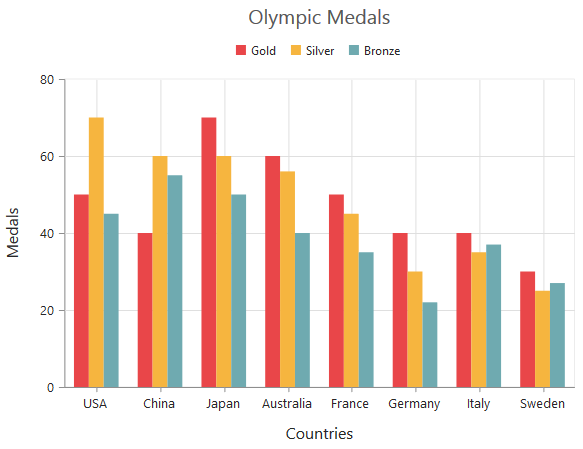 Olympic Medals
Gold Silver Bronze
80
60
40
20
0
Medals
USA China Japan Australia France Germany Italy Sweden
Countries